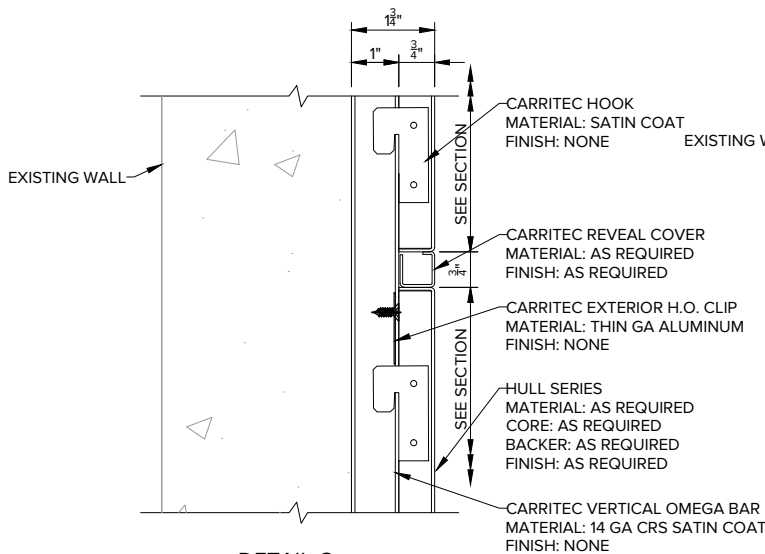 1¾"
1"
¾"
CARRITEC HOOK
MATERIAL: SATIN COAT
FINISH: NONE
EXISTING W
EXISTING WALL
SEE SECTION
CARRITEC REVEAL COVER
MATERIAL: AS REQUIRED
FINISH: AS REQUIRED
¾"
CARRITEC EXTERIOR H.O. CLIP
MATERIAL: THIN GA ALUMINUM
FINISH: NONE
SEE SECTION
HULL SERIES
MATERIAL: AS REQUIRED
CORE: AS REQUIRED
BACKER: AS REQUIRED
FINISH: AS REQUIRED
CARRITEC VERTICAL OMEGA BAR
MATERIAL: 14 GA CRS SATIN COAT
FINISH: NONE